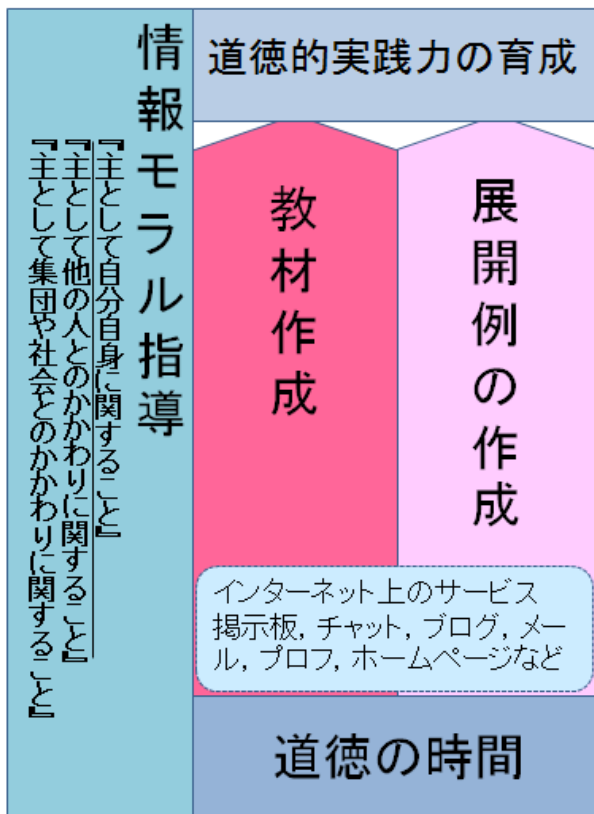 情報モラル指導
『主として自分自身に関すること』
『主として他の人とのかかわりに関すること』
『主として集団や社会とのかかわりに関すること』
道徳的実践力の育成
教材作成
展開例の作成
インターネット上のサービス
掲示板, チャット, ブログ, メー
ル, プロフ, ホームページなど
道徳の時間